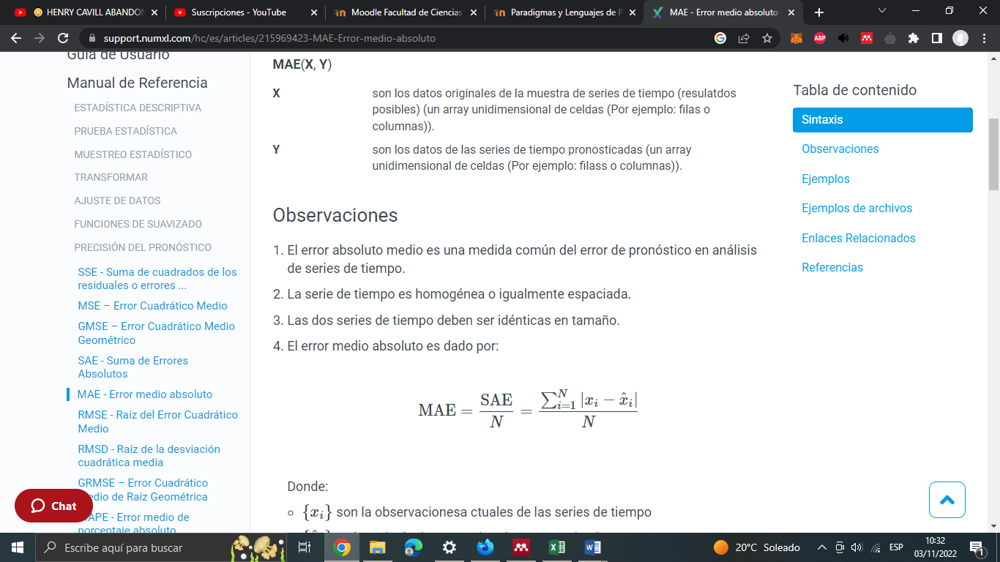 HENRY CAVILL ABANDON
Suscripciones - YouTube
Moodle Facultad de Ciencias
Paradigmas y Lenguajes de P
MAE - Error medio absoluto
support.numxl.com/hc/es/articles/215969423-MAE-Error-medio-absoluto
ABP
Guía de Usuario
Manual de Referencia
ESTADÍSTICA DESCRIPTIVA
PRUEBA ESTADÍSTICA
MUESTREO ESTADÍSTICO
TRANSFORMAR
AJUSTE DE DATOS
FUNCIONES DE SUAVIZADO
PRECISIÓN DEL PRONÓSTICO
SSE - Suma de cuadrados de los
residuales o errores ...
MSE – Error Cuadrático Medio
GMSE – Error Cuadrático Medio
Geométrico
SAE - Suma de Errores
Absolutos
MAE - Error medio absoluto
RMSE - Raíz del Error Cuadrático
Medio
RMSD - Raíz de la desviación
cuadrática media
GRMSE – Error Cuadrático
Medio de Raíz Geométrica
MAPE - Error medio de
porcentaje absoluto
Chat
MAE(X, Y)
X son los datos originales de la muestra de series de tiempo (resulatdos
posibles) (un array unidimensional de celdas (Por ejemplo: filas o
columnas)).
Y son los datos de las series de tiempo pronosticadas (un array
unidimensional de celdas (Por ejemplo: filass o columnas)).
Observaciones
1. El error absoluto medio es una medida común del error de pronóstico en análisis
de series de tiempo.
2. La serie de tiempo es homogénea o igualmente espaciada.
3. Las dos series de tiempo deben ser idénticas en tamaño.
4. El error medio absoluto es dado por:
MAE = SAE/N = ∑_{i=1}^{N} |x_i − x̂_i| / N
Donde:
{x_i} son la observacionesa ctuales de las series de tiempo
Tabla de contenido
Sintaxis
Observaciones
Ejemplos
Ejemplos de archivos
Enlaces Relacionados
Referencias
Escribe aquí para buscar
20°C Soleado
ESP
10:32
03/11/2022
1